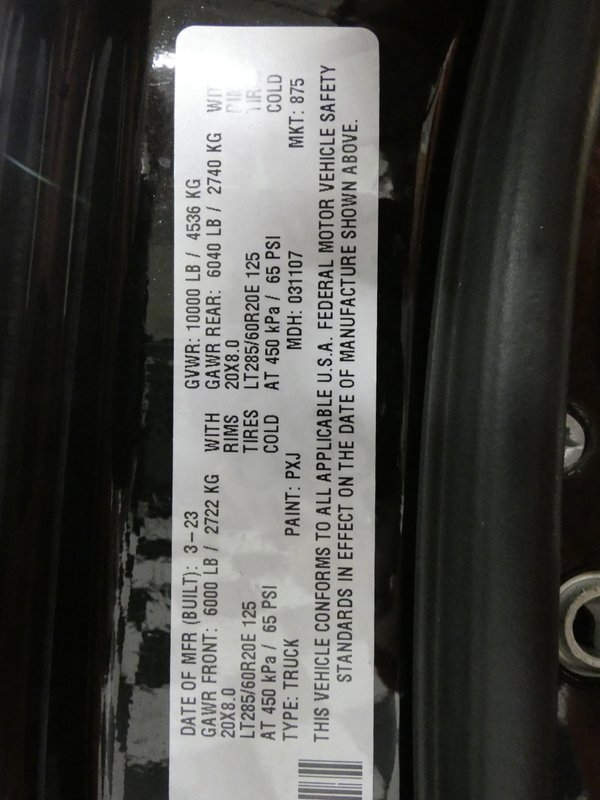 DATE OF MFR (BUILT): 3-23 GVWR: 10000 LB / 4536 KG
GAWR FRONT: 6000 LB / 2722 KG WITH GAWR REAR: 6040 LB / 2740 KG
20X8.0 RIMS 20X8.0
LT285/60R20E 125 TIRES LT285/60R20E 125
AT 450 kPa / 65 PSI COLD AT 450 kPa / 65 PSI COLD
TYPE: TRUCK PAINT: PXJ MDH: 031107 MKT: 875
THIS VEHICLE CONFORMS TO ALL APPLICABLE U.S.A. FEDERAL MOTOR VEHICLE SAFETY
STANDARDS IN EFFECT ON THE DATE OF MANUFACTURE SHOWN ABOVE.